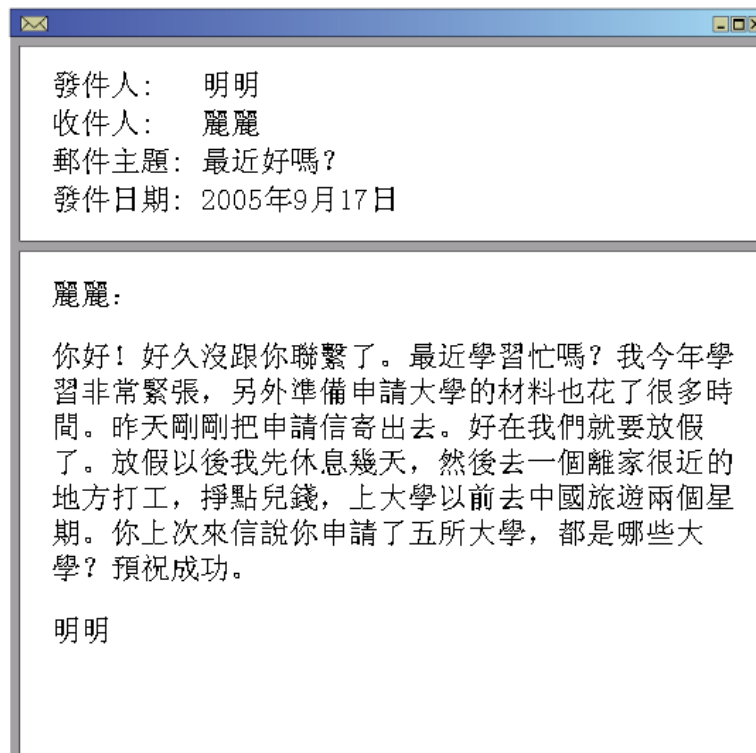 發件人: 明明
收件人: 麗麗
郵件主題: 最近好嗎?
發件日期: 2005年9月17日
麗麗:
你好! 好久沒跟你聯繫了。最近學習忙嗎? 我今年學
習非常緊張, 另外準備申請大學的材料也花了很多時
間。昨天剛剛把申請信寄出去。好在我們就要放假
了。放假以後我先休息幾天, 然後去一個離家很近的
地方打工, 掙點兒錢, 上大學以前去中國旅遊兩個星
期。你上次來信說你申請了五所大學, 都是哪些大
學? 預祝成功。
明明